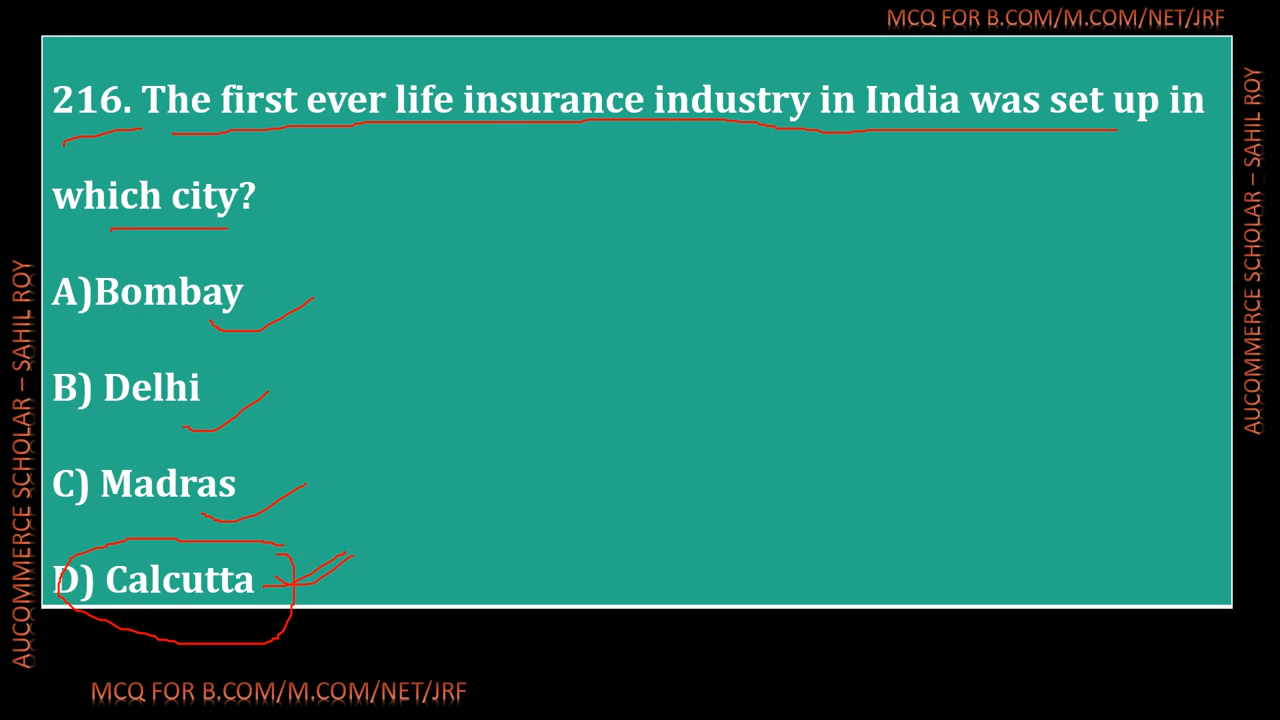 MCQ FOR B.COM/M.COM/NET/JRF
216. The first ever life insurance industry in India was set up in
which city?
A)Bombay
B) Delhi
C) Madras
D) Calcutta
AUCOMMERCE SCHOLAR – SAHIL ROY
AUCOMMERCE SCHOLAR – SAHIL ROY
MCQ FOR B.COM/M.COM/NET/JRF